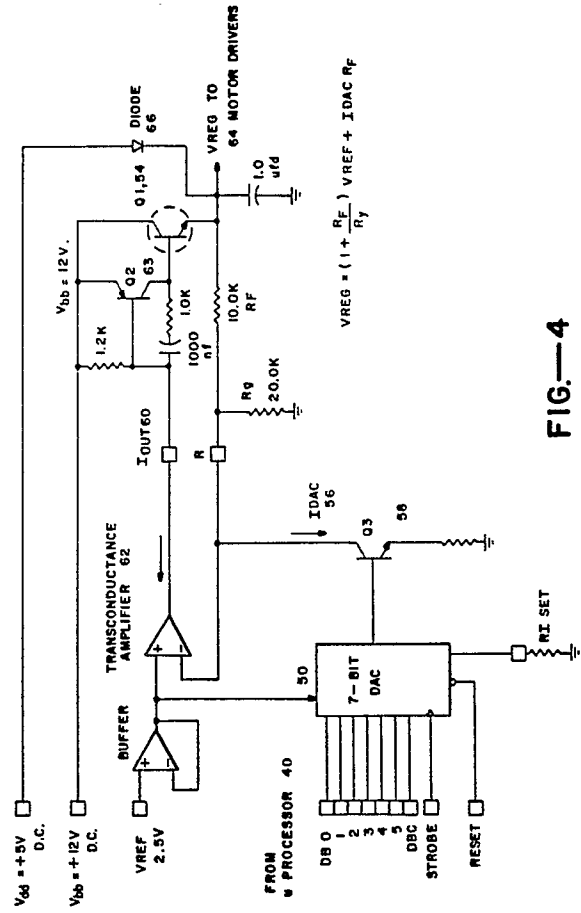 Vdd = +5V
D.C.
Vbb = +12V
D.C.
VREF
2.5V
BUFFER
TRANSCONDUCTANCE
AMPLIFIER 62
IOUT60
R
Vbb = 12V.
1.2K
Q2
63
1000
nf
1.0K
Q1,54
DIODE
66
VREG TO
64 MOTOR DRIVERS
1.0
ufd
10.0K
RF
Rg
20.0K
IDAC
56
Q3
58
FROM
u PROCESSOR 40
DB 0
1
2
3
4
5
DBC
STROBE
RESET
50
7-BIT
DAC
RI SET
VREG = (1 + RF/Ry) VREF + IDAC RF
FIG.—4